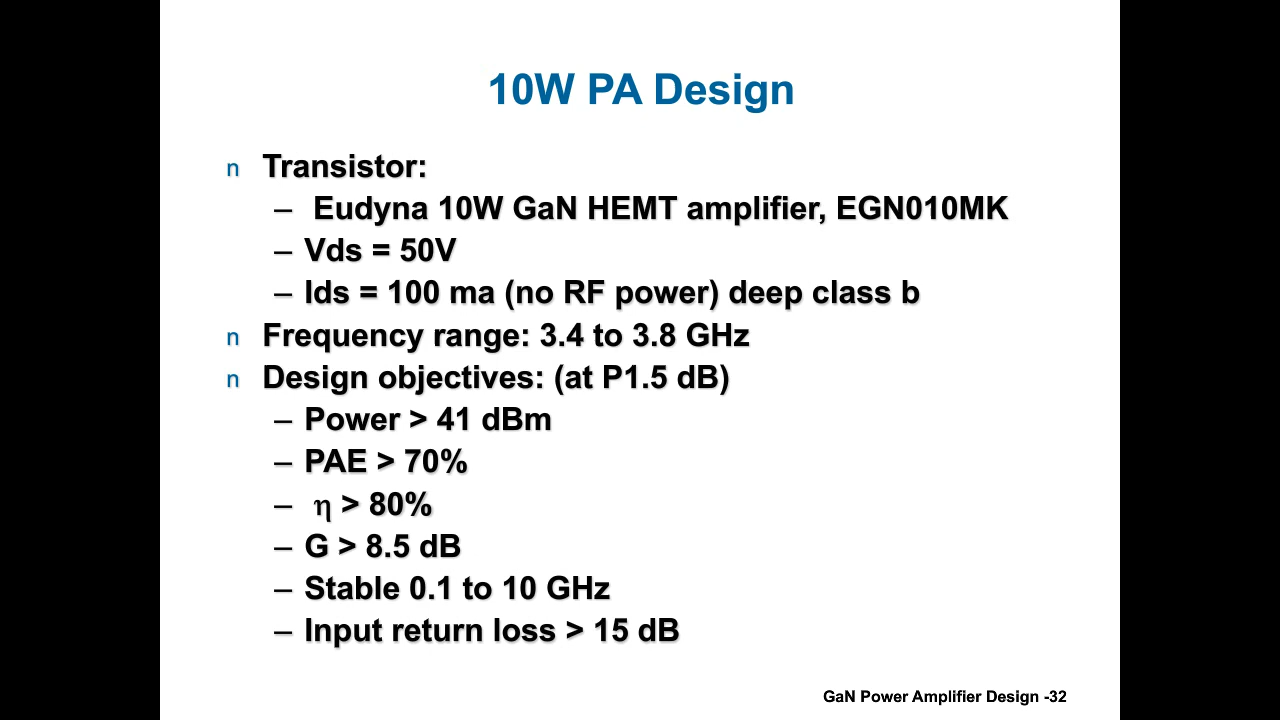 10W PA Design
n Transistor:
– Eudyna 10W GaN HEMT amplifier, EGN010MK
– Vds = 50V
– Ids = 100 ma (no RF power) deep class b
n Frequency range: 3.4 to 3.8 GHz
n Design objectives: (at P1.5 dB)
– Power > 41 dBm
– PAE > 70%
– η > 80%
– G > 8.5 dB
– Stable 0.1 to 10 GHz
– Input return loss > 15 dB
GaN Power Amplifier Design -32